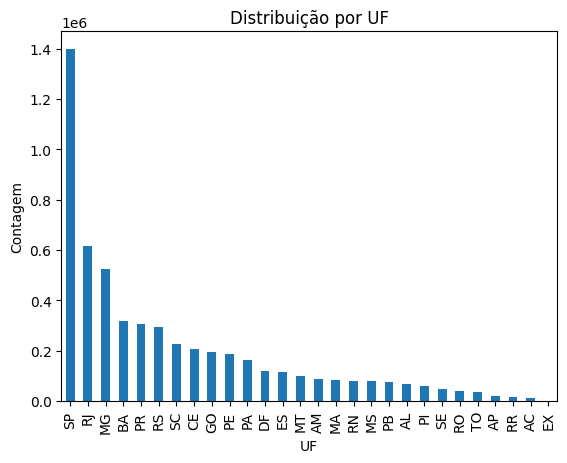 Distribuição por UF
1e6
1.4
1.2
1.0
0.8
0.6
0.4
0.2
0.0
Contagem
SP RJ MG BA PR RS SC CE GO PE PA DF ES MT AM MA RN MS PB AL PI SE RO TO AP RR AC EX
UF